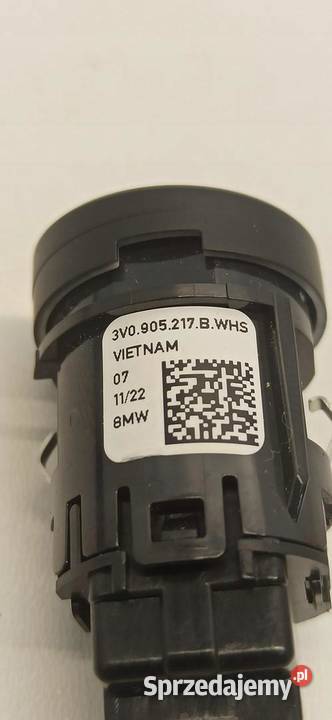 3V0.905.217.B.WHS
VIETNAM
07
11/22
8MW
Sprzedajemy.pl